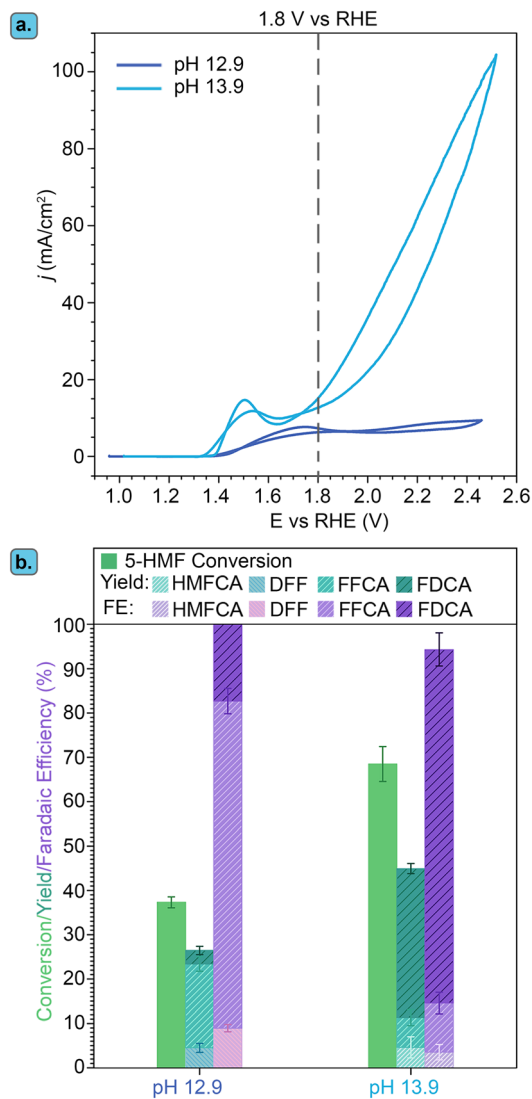 a.
1.8 V vs RHE
pH 12.9
pH 13.9
100
80
60
40
20
0
j (mA/cm²)
1.0 1.2 1.4 1.6 1.8 2.0 2.2 2.4 2.6
E vs RHE (V)
b.
5-HMF Conversion
Yield: HMFCA DFF FFCA FDCA
FE: HMFCA DFF FFCA FDCA
100
90
80
70
60
50
40
30
20
10
0
Conversion/Yield/Faradaic Efficiency (%)
pH 12.9 pH 13.9